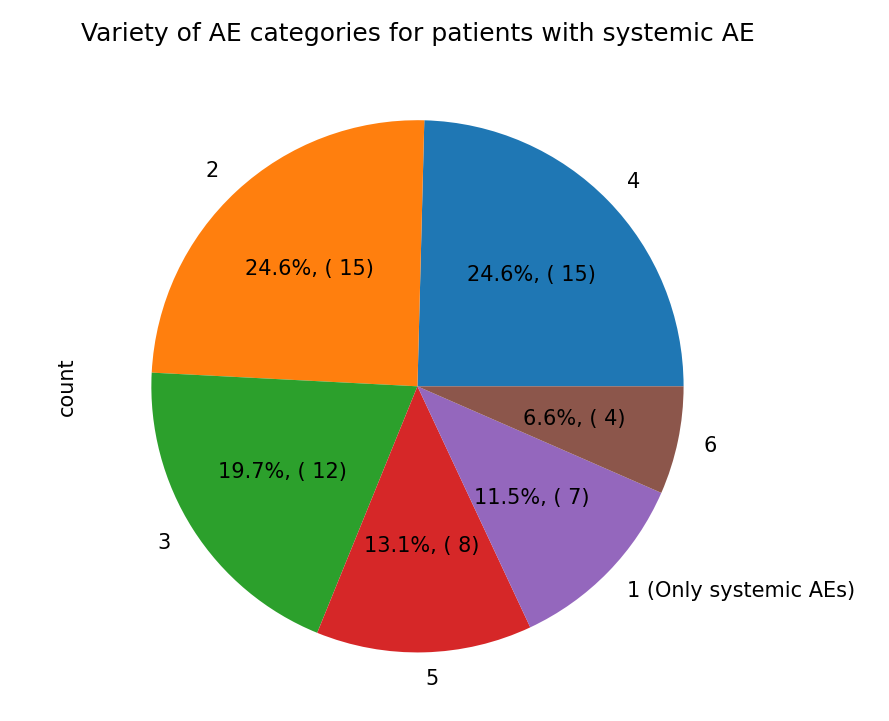 Variety of AE categories for patients with systemic AE
2
4
24.6%, ( 15)
24.6%, ( 15)
count
6.6%, ( 4)
6
19.7%, ( 12)
11.5%, ( 7)
3
13.1%, ( 8)
1 (Only systemic AEs)
5